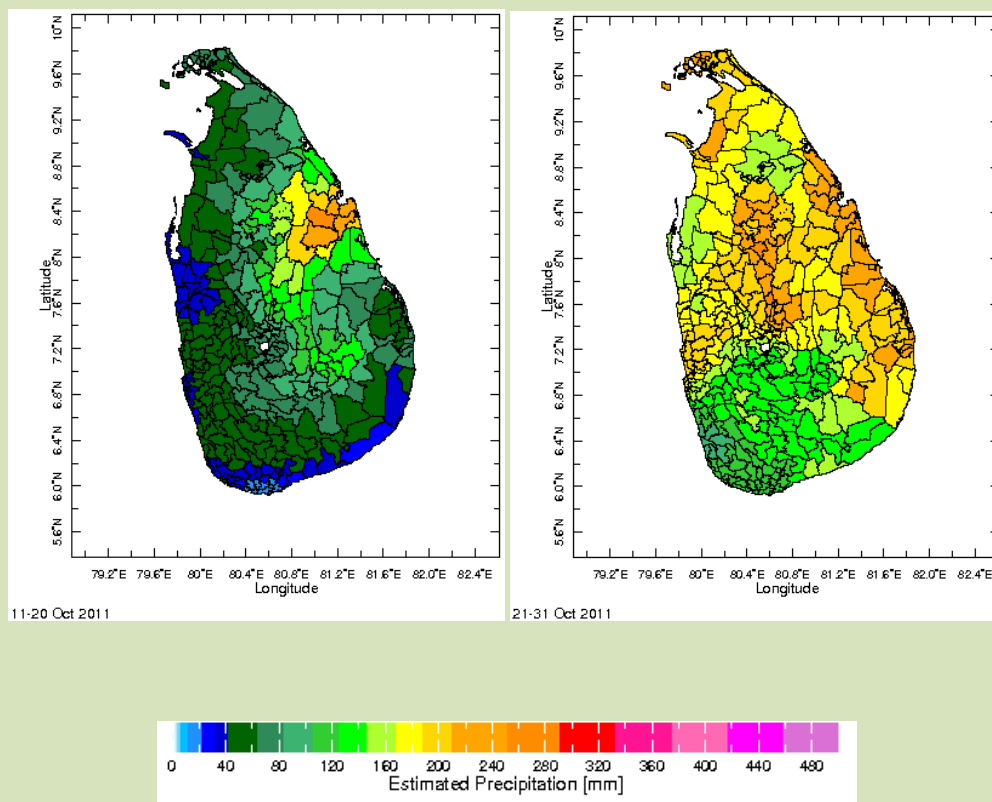 10°N
9.6°N
9.2°N
8.8°N
8.4°N
8°N
7.6°N
7.2°N
6.8°N
6.4°N
6.0°N
5.6°N
Latitude
79.2°E 79.6°E 80°E 80.4°E 80.8°E 81.2°E 81.6°E 82.0°E 82.4°E
Longitude
11-20 Oct 2011
10°N
9.6°N
9.2°N
8.8°N
8.4°N
8°N
7.6°N
7.2°N
6.8°N
6.4°N
6.0°N
5.6°N
Latitude
79.2°E 79.6°E 80°E 80.4°E 80.8°E 81.2°E 81.6°E 82.0°E 82.4°E
Longitude
21-31 Oct 2011
0 40 80 120 160 200 240 280 320 360 400 440 480
Estimated Precipitation [mm]